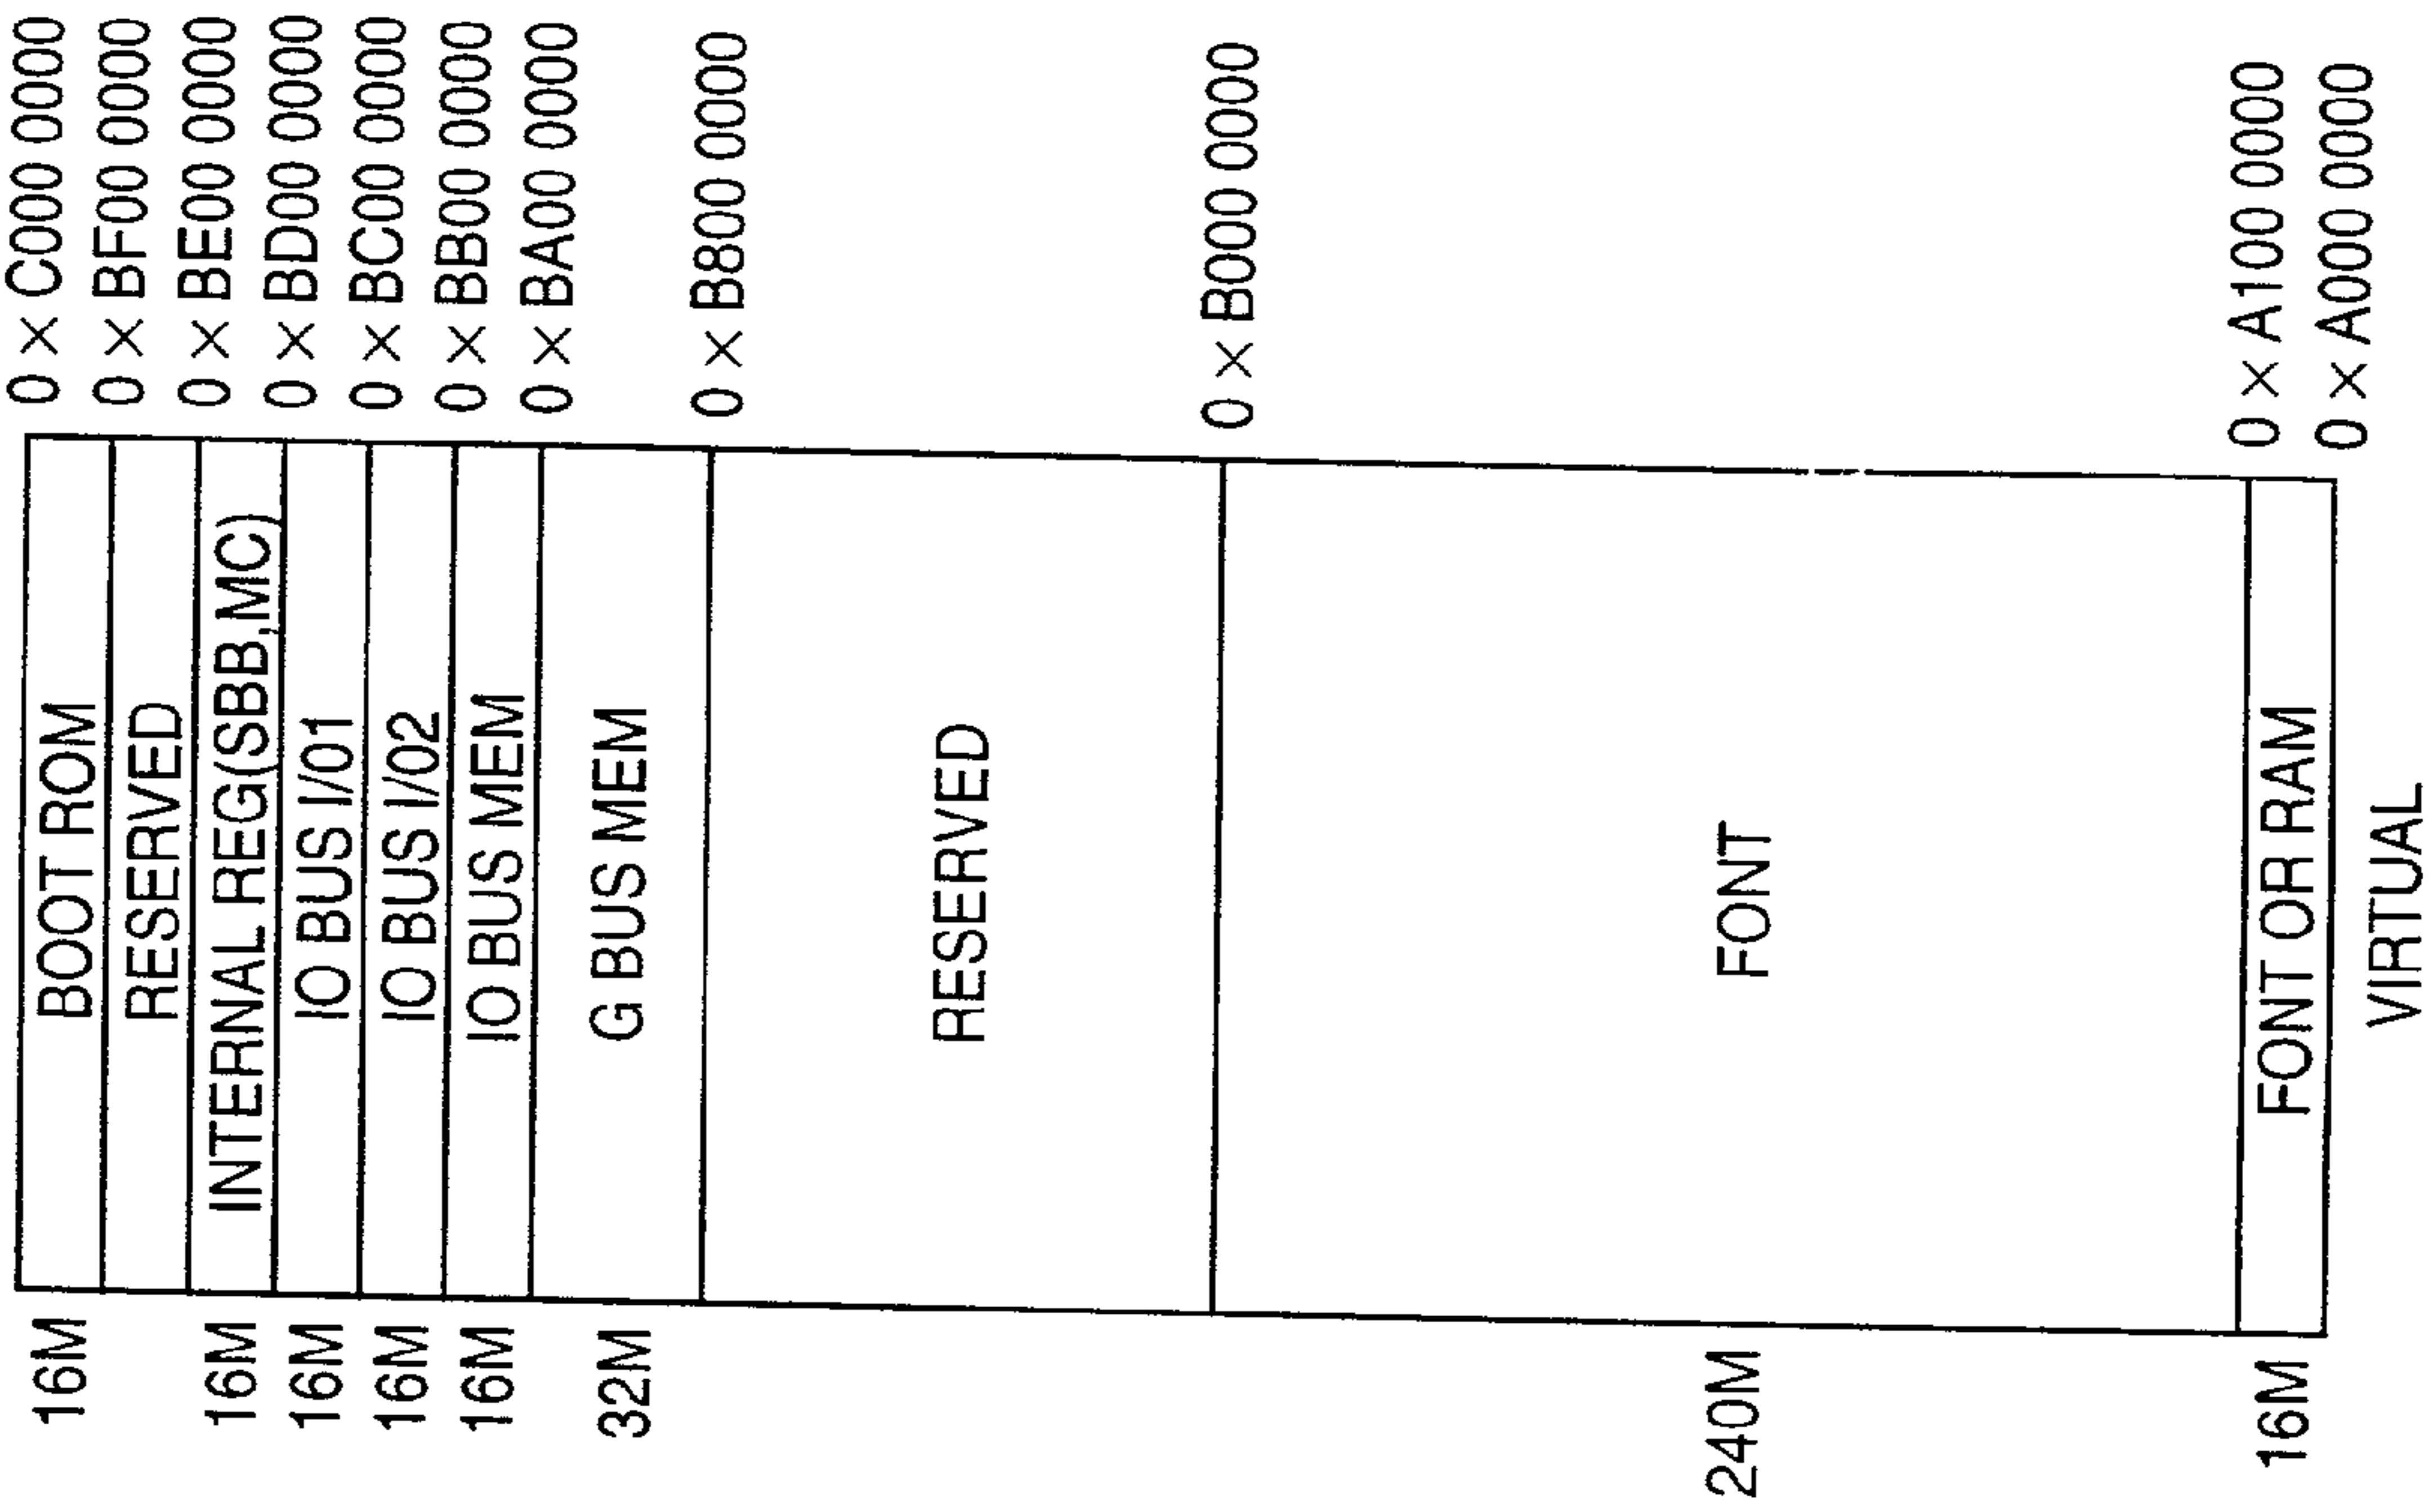 16M BOOT ROM 0×C000 0000
RESERVED 0×BF00 0000
16M INTERNAL REG(SBB,MC) 0×BE00 0000
16M IO BUS I/01 0×BD00 0000
16M IO BUS I/02 0×BC00 0000
16M IO BUS MEM 0×BB00 0000
0×BA00 0000
32M G BUS MEM
0×B800 0000
RESERVED
0×B000 0000
240M FONT
0×A100 0000
16M FONT OR RAM
0×A000 0000
VIRTUAL